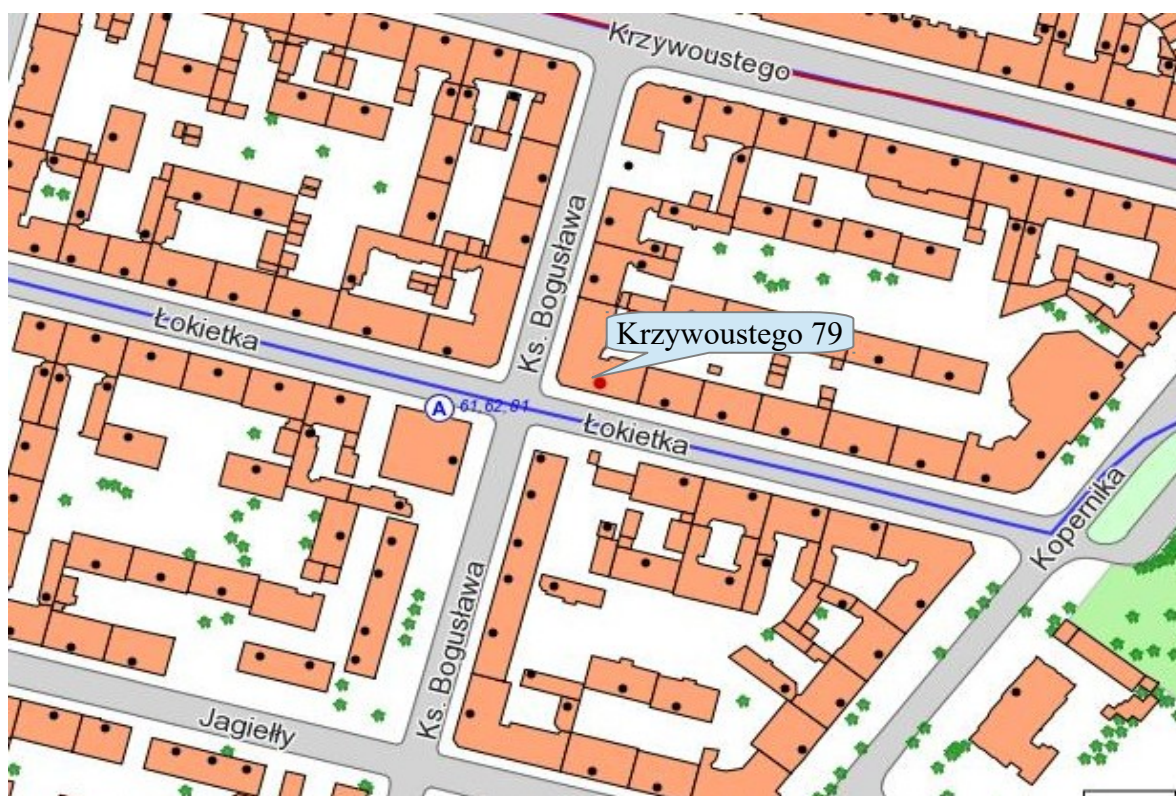 Krzywoustego
Ks. Bogusława
Łokietka
Krzywoustego 79
A 61,62,81
Łokietka
Kopernika
Ks. Bogusława
Jagiełły